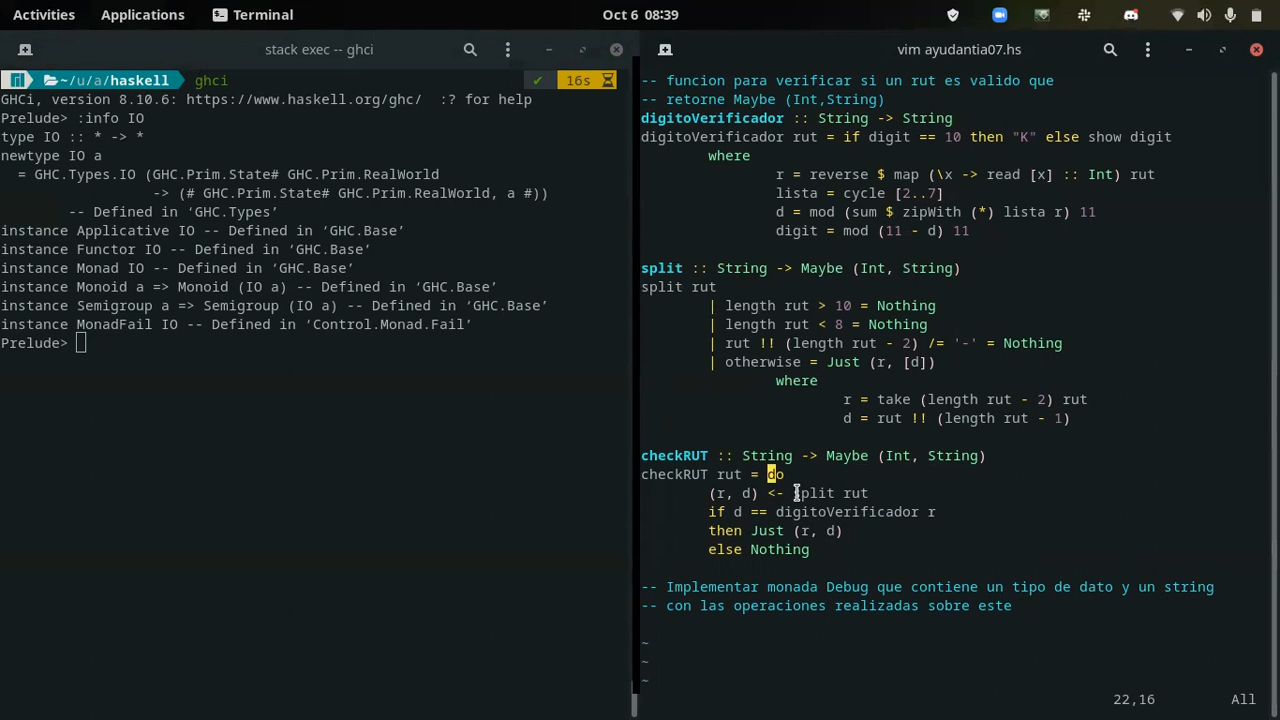 Activities Applications Terminal Oct 6 08:39
stack exec -- ghci
~/u/a/haskell ghci ✔ 16s
GHCi, version 8.10.6: https://www.haskell.org/ghc/  :? for help
Prelude> :info IO
type IO :: * -> *
newtype IO a
  = GHC.Types.IO (GHC.Prim.State# GHC.Prim.RealWorld
                  -> (# GHC.Prim.State# GHC.Prim.RealWorld, a #))
        -- Defined in ‘GHC.Types’
instance Applicative IO -- Defined in ‘GHC.Base’
instance Functor IO -- Defined in ‘GHC.Base’
instance Monad IO -- Defined in ‘GHC.Base’
instance Monoid a => Monoid (IO a) -- Defined in ‘GHC.Base’
instance Semigroup a => Semigroup (IO a) -- Defined in ‘GHC.Base’
instance MonadFail IO -- Defined in ‘Control.Monad.Fail’
Prelude>
vim ayudantia07.hs
-- funcion para verificar si un rut es valido que
-- retorne Maybe (Int,String)
digitoVerificador :: String -> String
digitoVerificador rut = if digit == 10 then "K" else show digit
        where
                r = reverse $ map (\x -> read [x] :: Int) rut
                lista = cycle [2..7]
                d = mod (sum $ zipWith (*) lista r) 11
                digit = mod (11 - d) 11
split :: String -> Maybe (Int, String)
split rut
        | length rut > 10 = Nothing
        | length rut < 8 = Nothing
        | rut !! (length rut - 2) /= '-' = Nothing
        | otherwise = Just (r, [d])
                where
                        r = take (length rut - 2) rut
                        d = rut !! (length rut - 1)
checkRUT :: String -> Maybe (Int, String)
checkRUT rut = do
        (r, d) <- split rut
        if d == digitoVerificador r
        then Just (r, d)
        else Nothing
-- Implementar monada Debug que contiene un tipo de dato y un string
-- con las operaciones realizadas sobre este
~
~
~
22,16 All